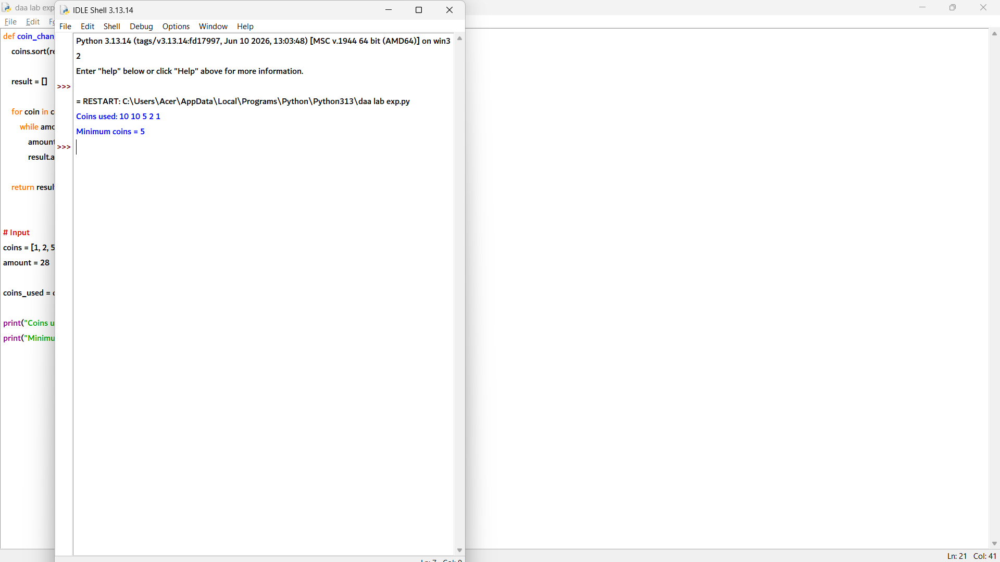 daa lab exp
File Edit
def coin_chan
coins.sort(re
result = []
for coin in c
while amo
amount
result.a
return resul
# Input
coins = [1, 2, 5
amount = 28
coins_used =
print("Coins u
print("Minimu
IDLE Shell 3.13.14
File Edit Shell Debug Options Window Help
Python 3.13.14 (tags/v3.13.14:fd17997, Jun 10 2026, 13:03:48) [MSC v.1944 64 bit (AMD64)] on win3
2
Enter "help" below or click "Help" above for more information.
>>>
= RESTART: C:\Users\Acer\AppData\Local\Programs\Python\Python313\daa lab exp.py
Coins used: 10 10 5 2 1
Minimum coins = 5
>>>
Ln: 7 Col: 0
Ln: 21 Col: 41